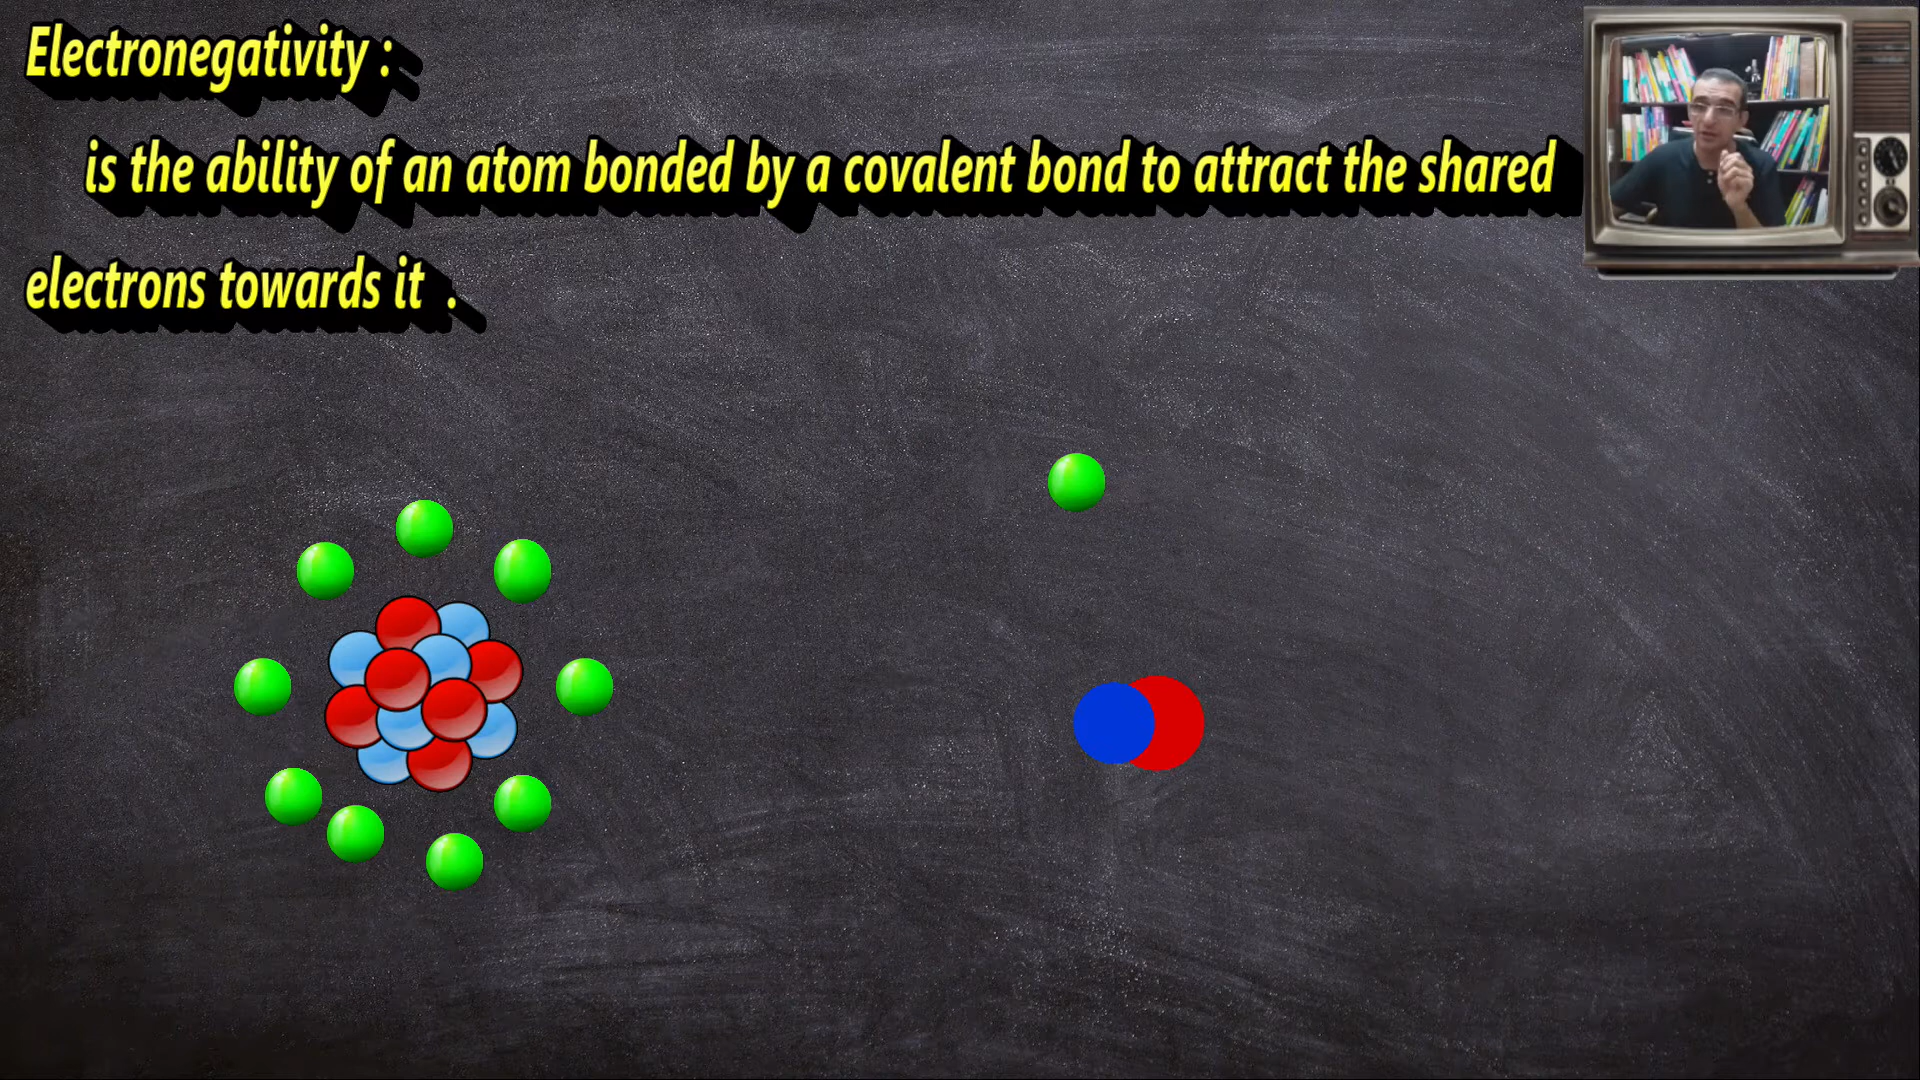 Electronegativity :
is the ability of an atom bonded by a covalent bond to attract the shared
electrons towards it .